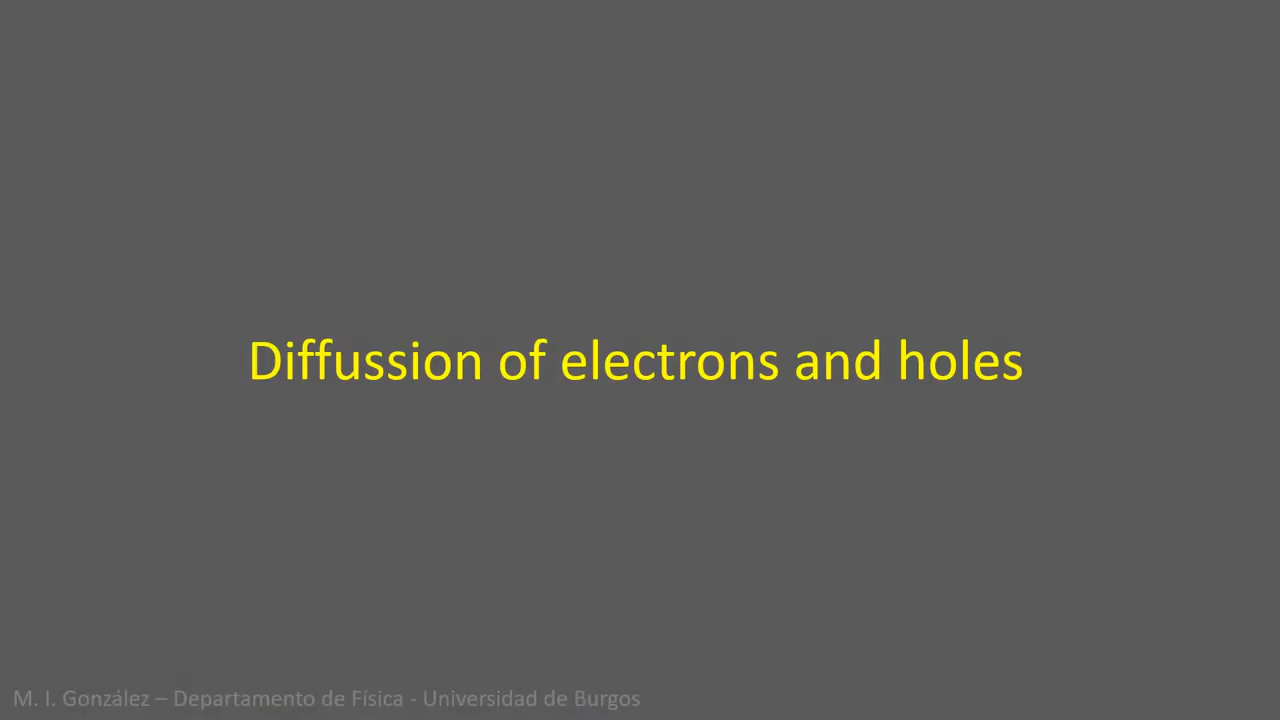 Diffussion of electrons and holes
M. I. González – Departamento de Física - Universidad de Burgos